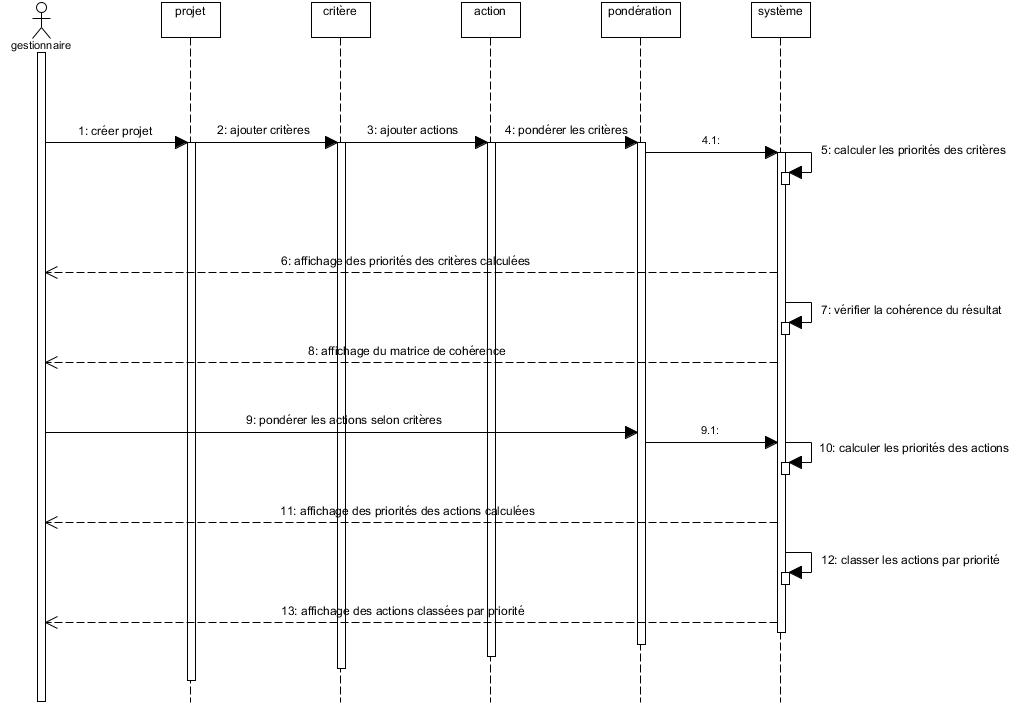 projet
critère
action
pondération
système
gestionnaire
1: créer projet
2: ajouter critères
3: ajouter actions
4: pondérer les critères
4.1:
5: calculer les priorités des critères
6: affichage des priorités des critères calculées
7: vérifier la cohérence du résultat
8: affichage du matrice de cohérence
9: pondérer les actions selon critères
9.1:
10: calculer les priorités des actions
11: affichage des priorités des actions calculées
12: classer les actions par priorité
13: affichage des actions classées par priorité